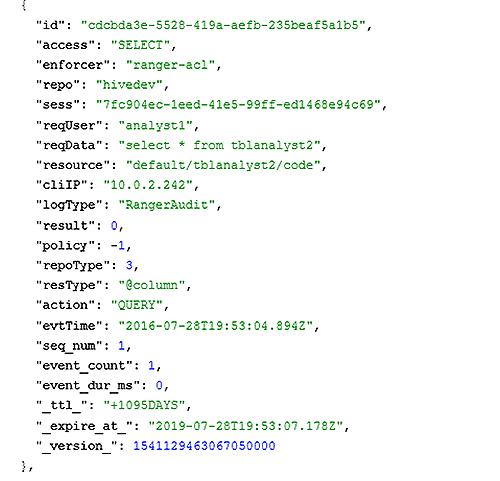 {
"id": "cdcbda3e-5528-419a-aefb-235beaf5a1b5",
"access": "SELECT",
"enforcer": "ranger-acl",
"repo": "hivedev",
"sess": "7fc904ec-1eed-41e5-99ff-ed1468e94c69",
"reqUser": "analyst1",
"reqData": "select * from tblanalyst2",
"resource": "default/tblanalyst2/code",
"cliIP": "10.0.2.242",
"logType": "RangerAudit",
"result": 0,
"policy": -1,
"repoType": 3,
"resType": "@column",
"action": "QUERY",
"evtTime": "2016-07-28T19:53:04.894Z",
"seq_num": 1,
"event_count": 1,
"event_dur_ms": 0,
"_ttl_": "+1095DAYS",
"_expire_at_": "2019-07-28T19:53:07.178Z",
"_version_": 1541129463067050000
},